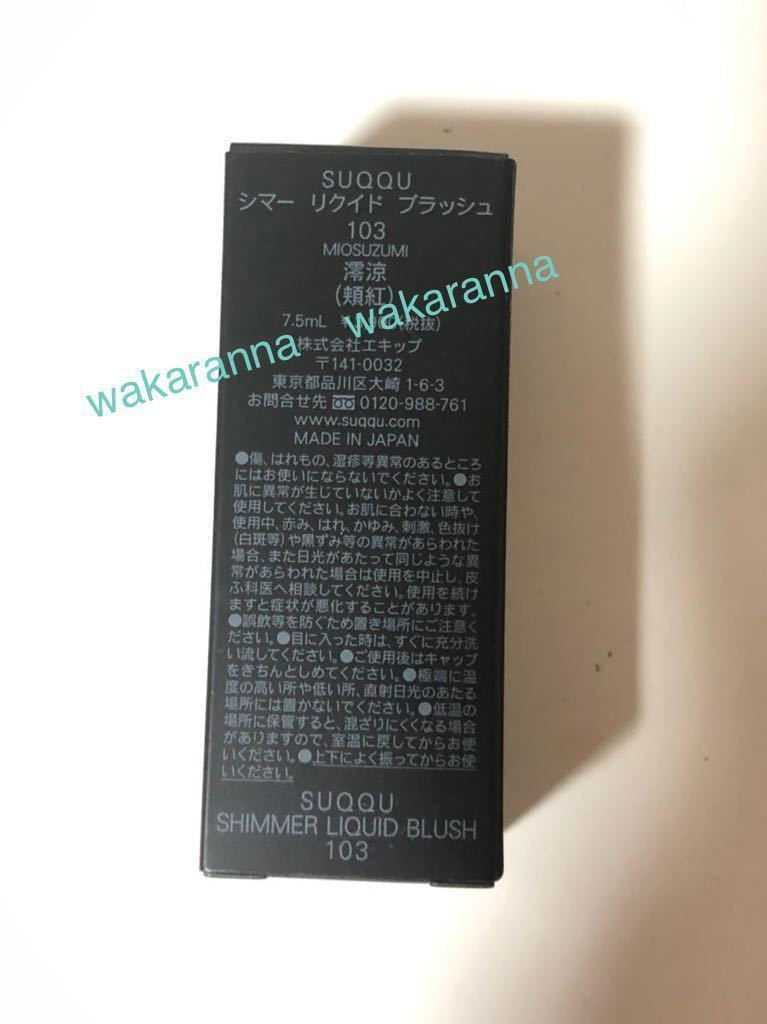 SUQQU
シマー リクイド ブラッシュ
103
MIOSUZUMI
澪涼
(頬紅)
7.5mL (税抜)
wakaranna
wakaranna
株式会社エキップ
〒141-0032
東京都品川区大崎 1-6-3
お問合せ先 0120-988-761
www.suqqu.com
MADE IN JAPAN
●傷、はれもの、湿疹等異常のあるところ
にはお使いにならないでください。●お
肌に異常が生じていないかよく注意して
使用してください。お肌に合わない時や、
使用中、赤み、はれ、かゆみ、刺激、色抜け
(白斑等)や黒ずみ等の異常があらわれた
場合、また日光があたって同じような異
常があらわれた場合は使用を中止し、皮
ふ科医へ相談してください。使用を続け
ますと症状が悪化することがあります。
●誤飲等を防ぐため置き場所にご注意く
ださい。●目に入った時は、すぐに充分洗
い流してください。●ご使用後はキャップ
をきちんとしめてください。●極端に温
度の高い所や低い所、直射日光のあたる
場所には置かないでください。●低温の
場所に保管すると、混ざりにくくなる場合
がありますので、室温に戻してからお使
いください。●上下によく振ってからお使
いください。
SUQQU
SHIMMER LIQUID BLUSH
103